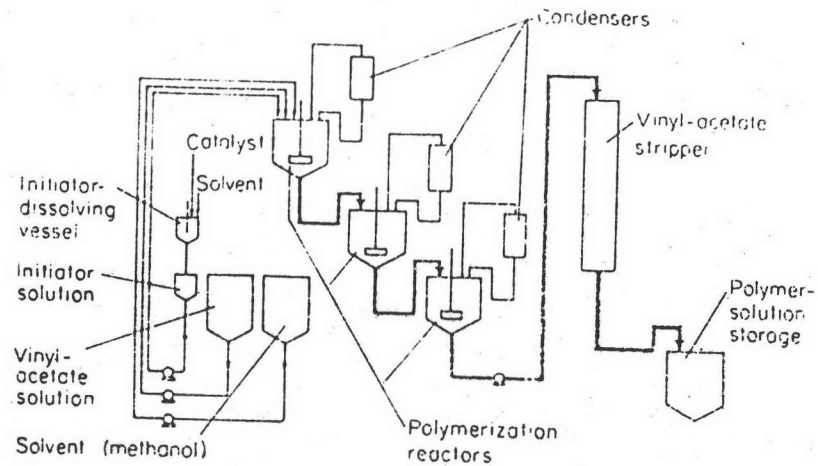 Condensers
Catalyst
Solvent
Vinyl-acetate
stripper
Initiator-
dissolving
vessel
Initiator
solution
Vinyl-
acetate
solution
Solvent (methanol)
Polymer-
solution
storage
Polymerization
reactors